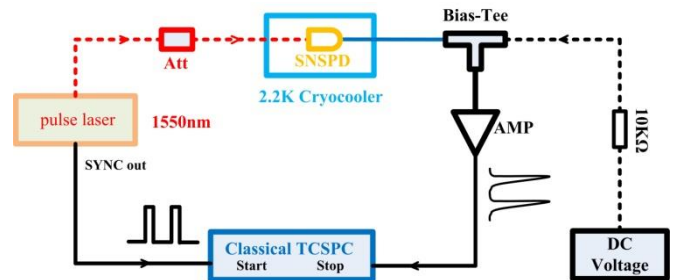 Bias-Tee
Att
SNSPD
2.2K Cryocooler
pulse laser
1550nm
AMP
10KΩ
SYNC out
Classical TCSPC
Start Stop
DC
Voltage